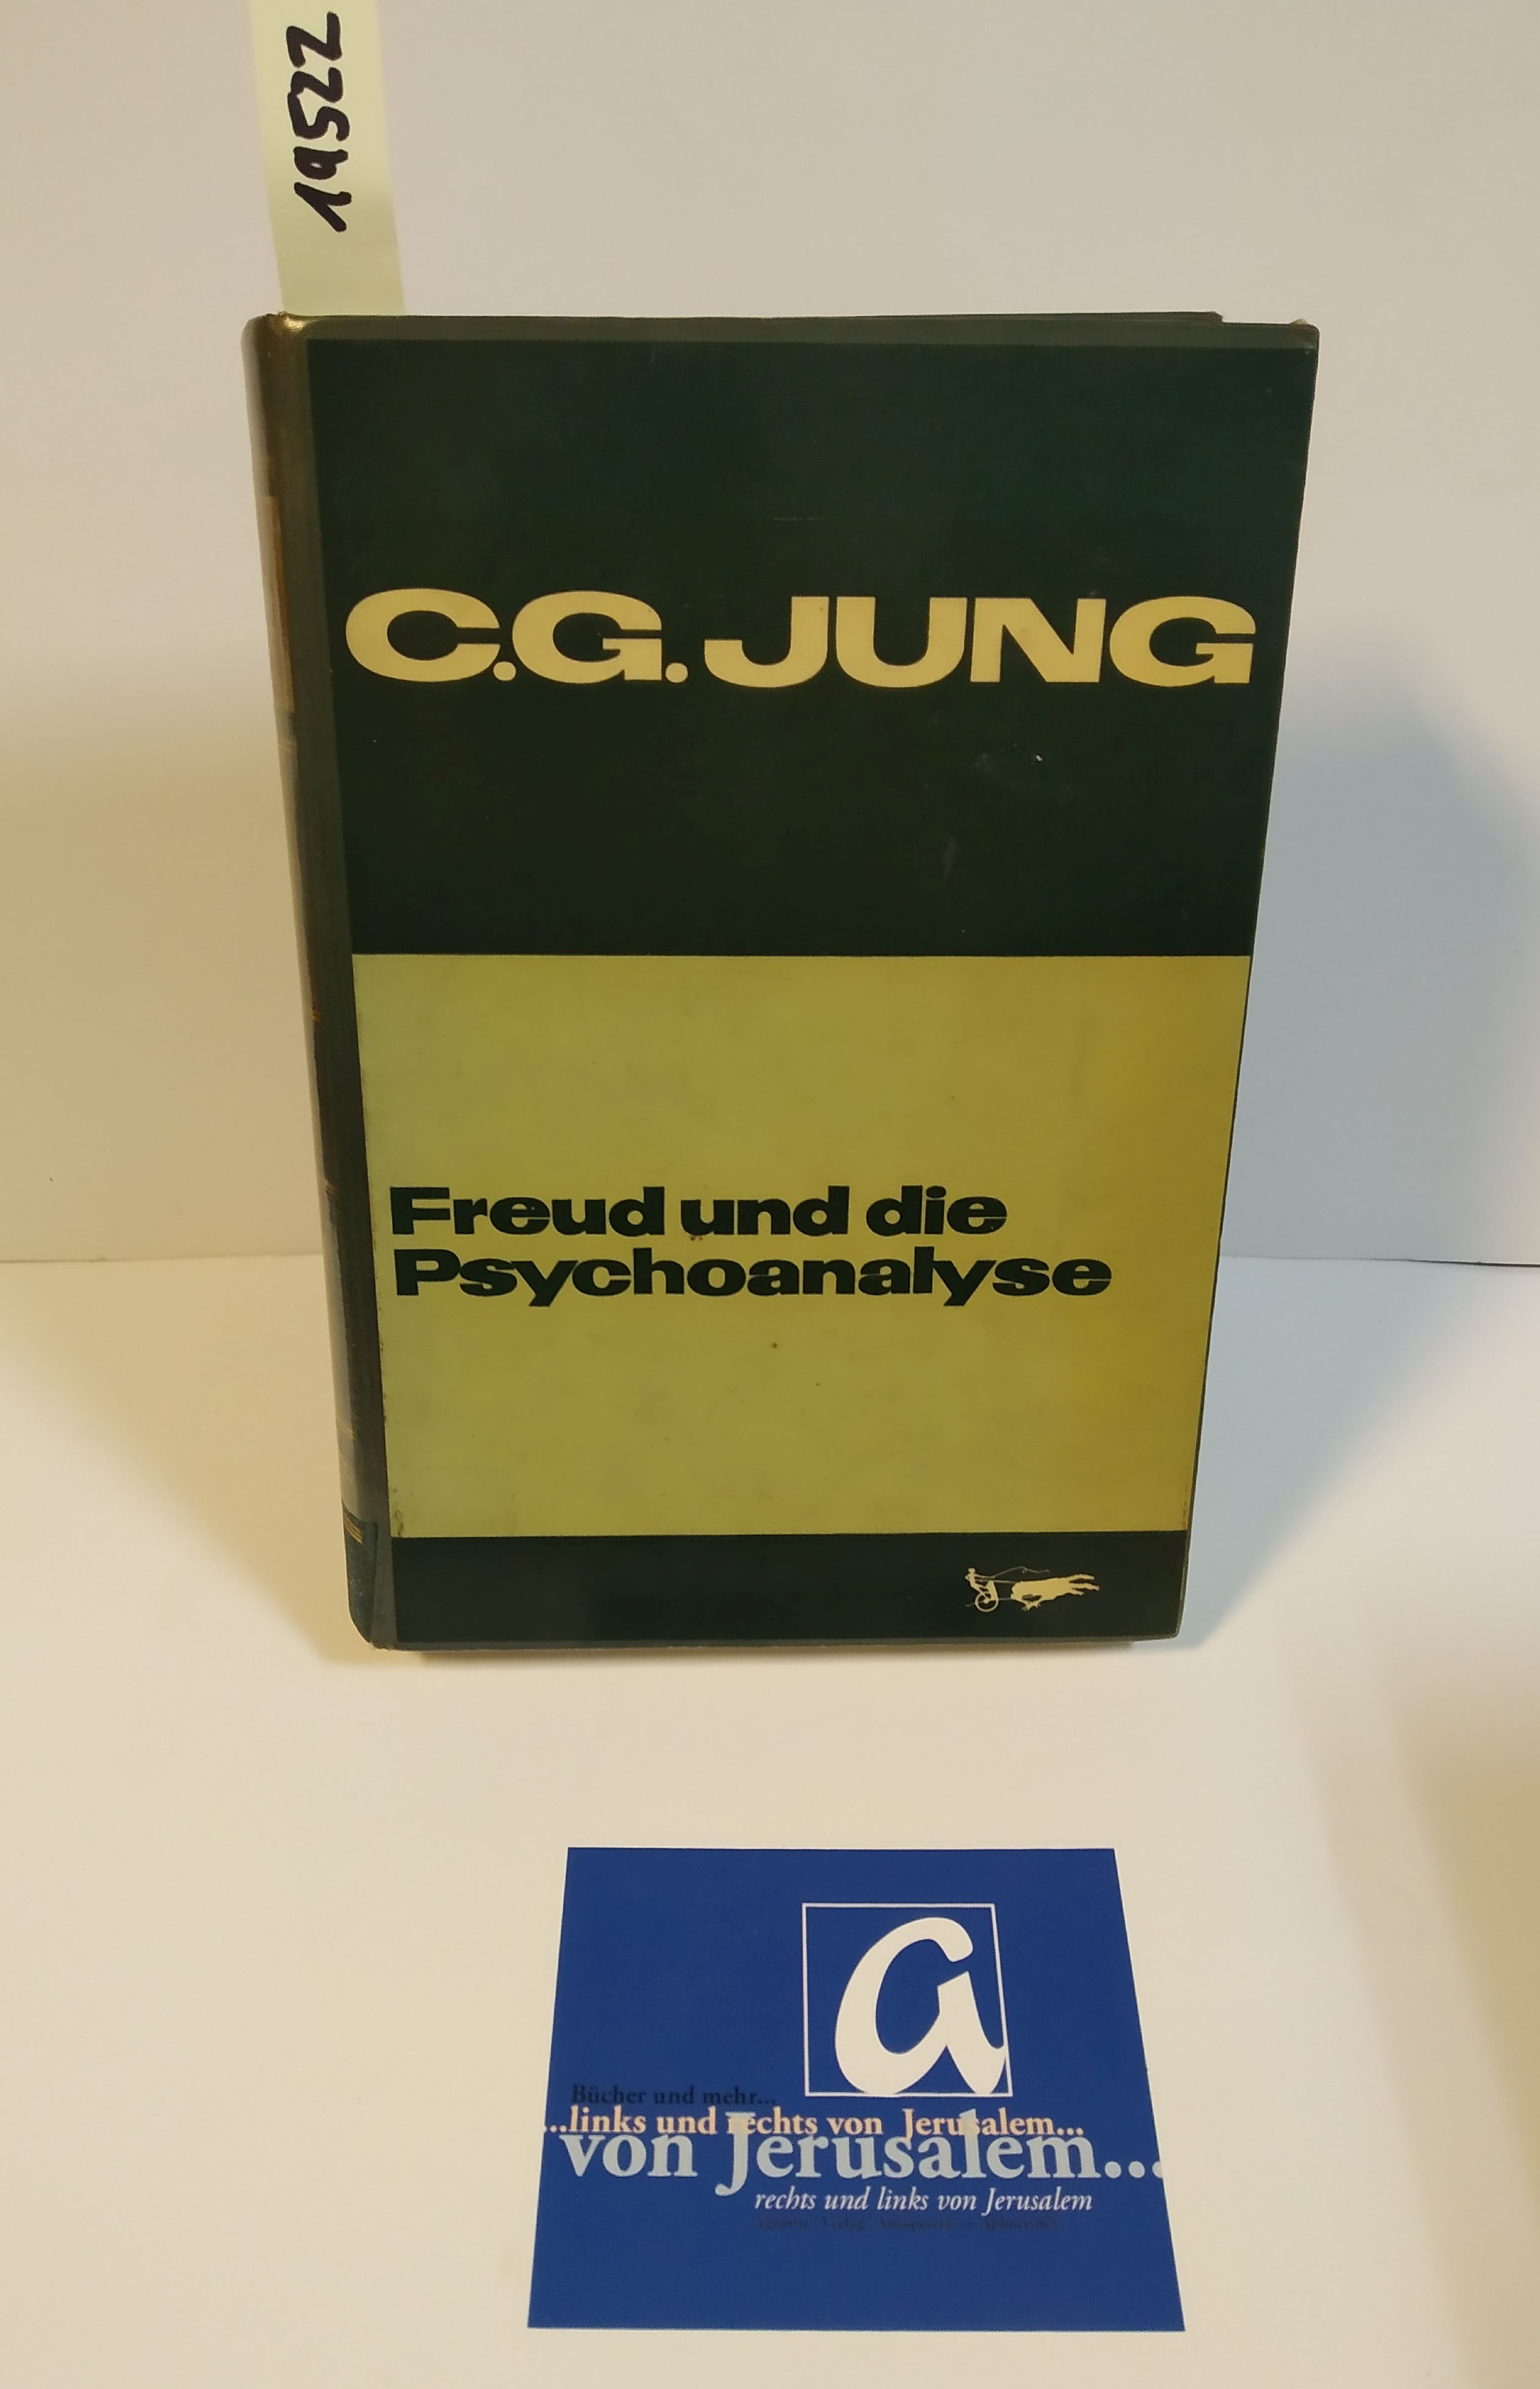 19522
C.G. JUNG
Freud und die
Psychoanalyse
a
Bücher und mehr...
...links und rechts von Jerusalem...
von Jerusalem...
rechts und links von Jerusalem